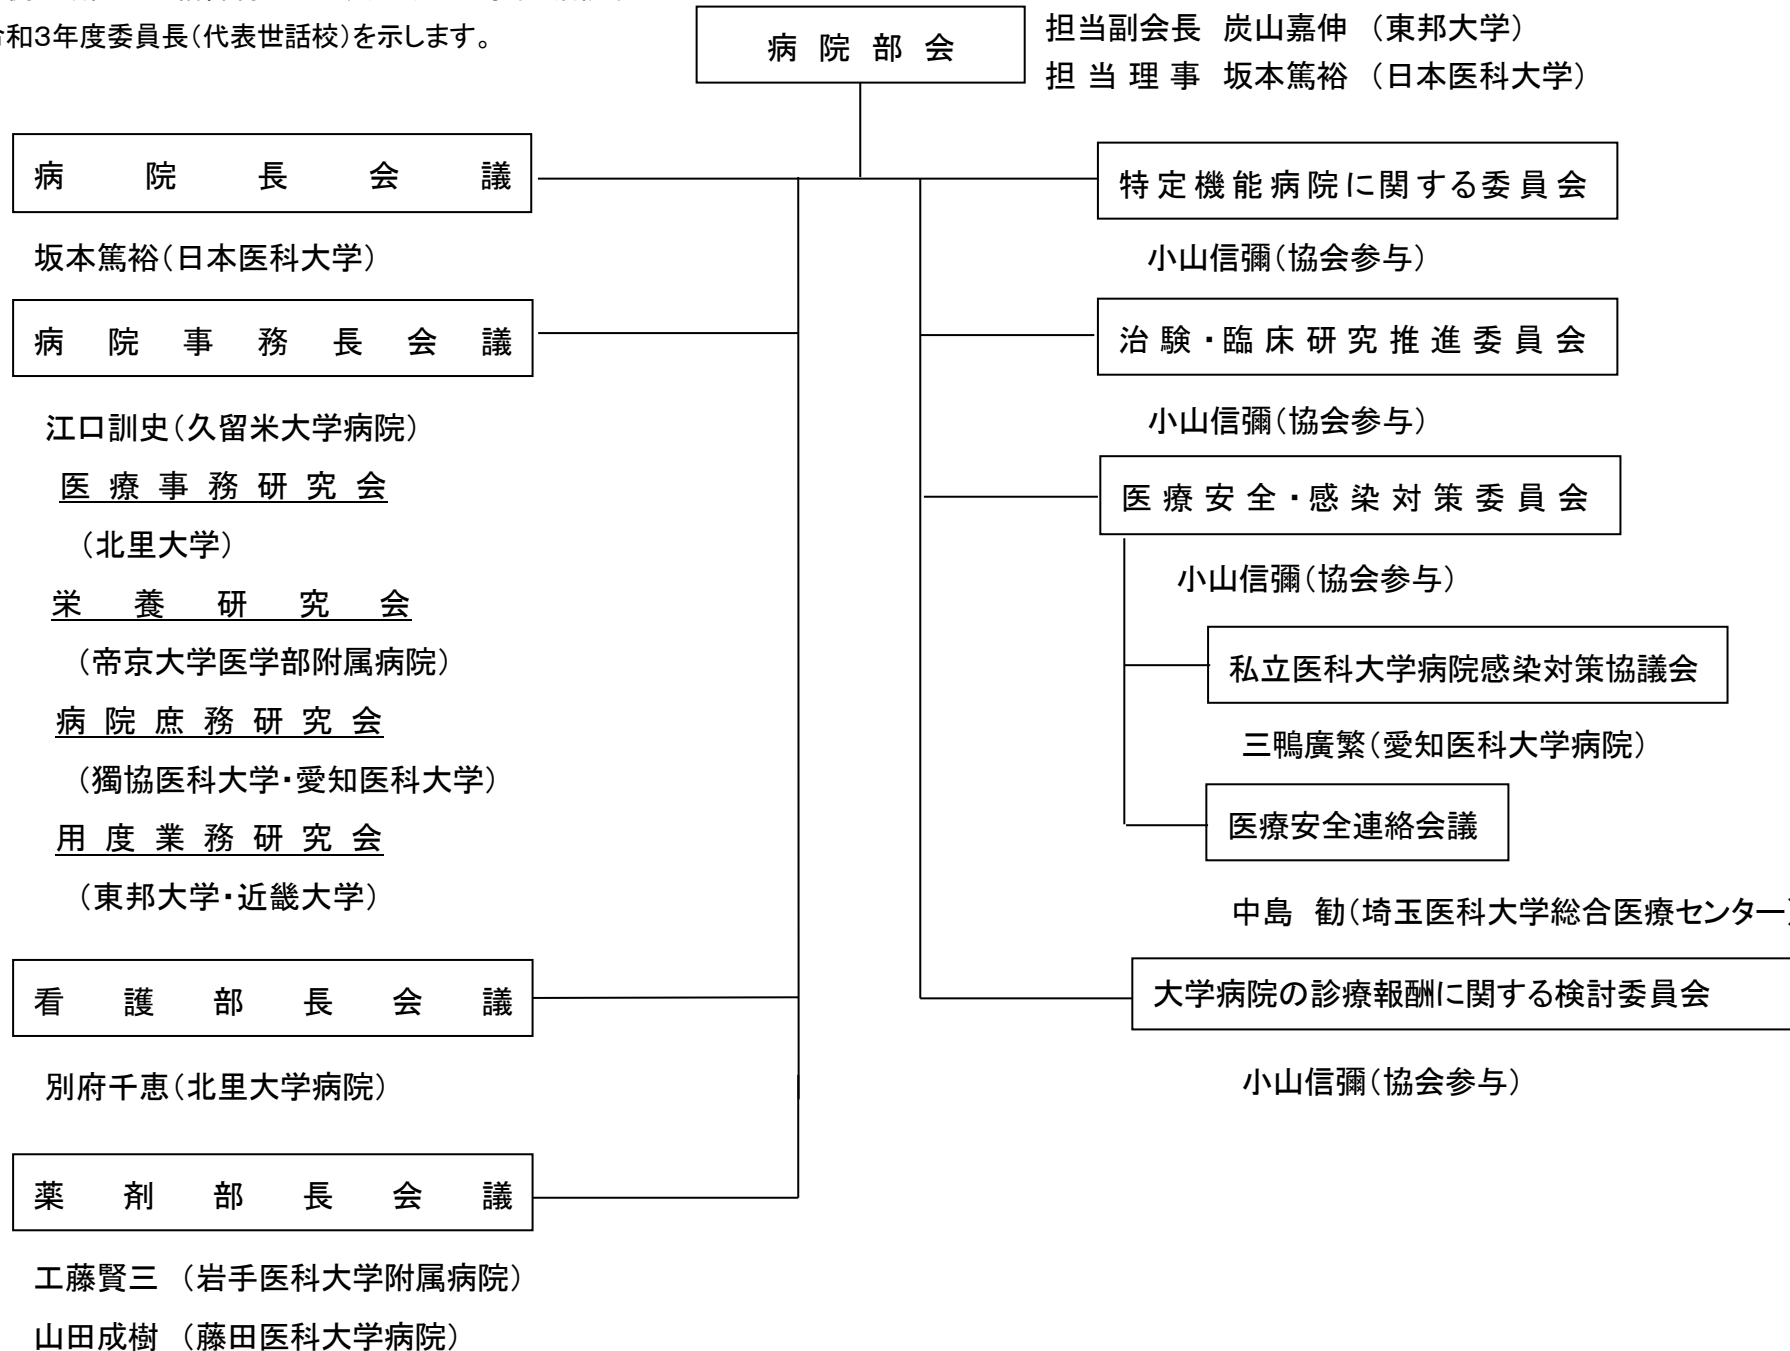 和3年度委員長(代表世話校)を示します。
病院部会
担当副会長 炭山嘉伸 (東邦大学)
担当理事 坂本篤裕 (日本医科大学)
病院長会議
坂本篤裕(日本医科大学)
病院事務長会議
江口訓史(久留米大学病院)
医療事務研究会
(北里大学)
栄養研究会
(帝京大学医学部附属病院)
病院庶務研究会
(獨協医科大学・愛知医科大学)
用度業務研究会
(東邦大学・近畿大学)
看護部長会議
別府千恵(北里大学病院)
薬剤部長会議
工藤賢三 (岩手医科大学附属病院)
山田成樹 (藤田医科大学病院)
特定機能病院に関する委員会
小山信彌(協会参与)
治験・臨床研究推進委員会
小山信彌(協会参与)
医療安全・感染対策委員会
小山信彌(協会参与)
私立医科大学病院感染対策協議会
三鴨廣繁(愛知医科大学病院)
医療安全連絡会議
中島 勧(埼玉医科大学総合医療センター)
大学病院の診療報酬に関する検討委員会
小山信彌(協会参与)